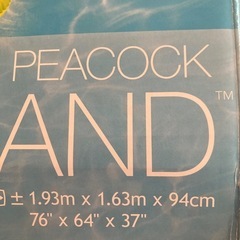 PEACOCK
AND™
± 1.93m x 1.63m x 94cm
76" x 64" x 37"